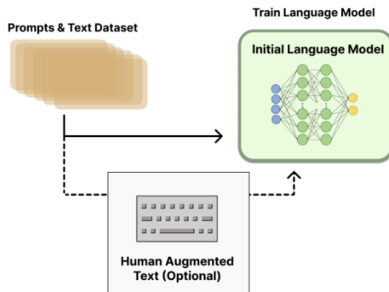 Train Language Model
Prompts & Text Dataset
Initial Language Model
Human Augmented
Text (Optional)